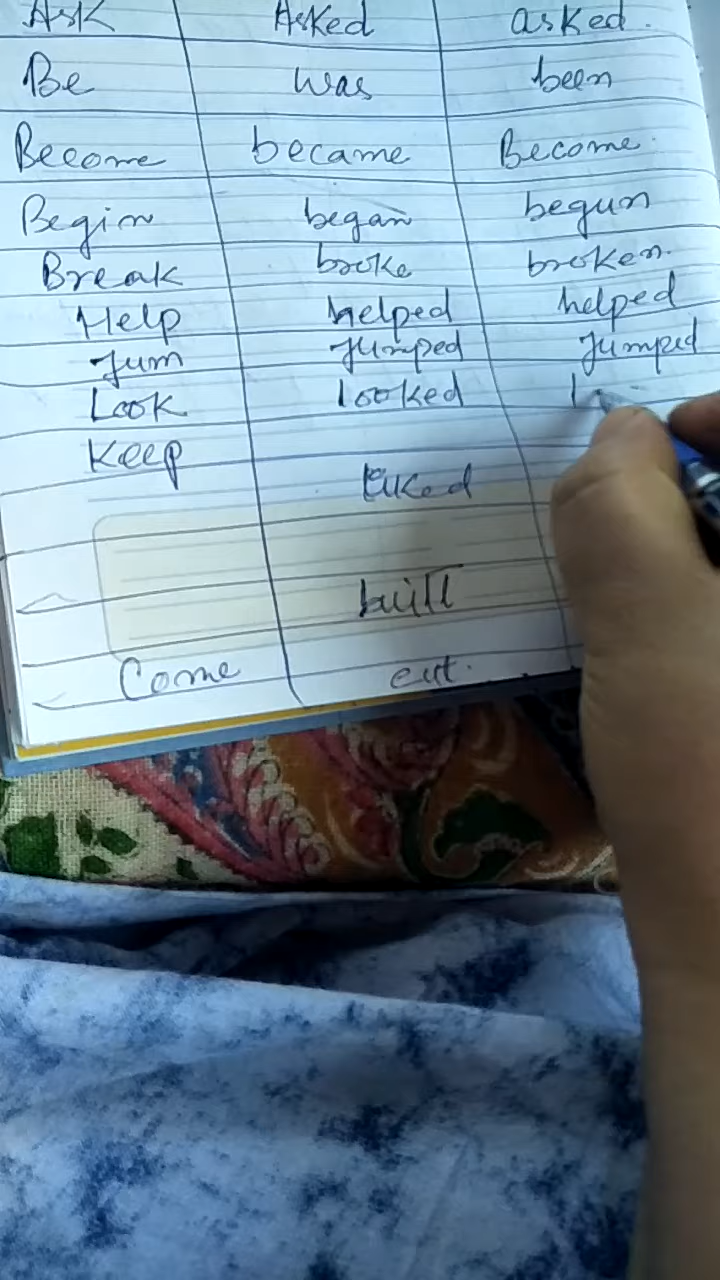 Ask Asked asked.
Be was been
Become became Become.
Begin began begun
Break broke broken.
Help helped helped
Jum Jumped Jumped
Look looked l
Keep
liked
built
Come cut.